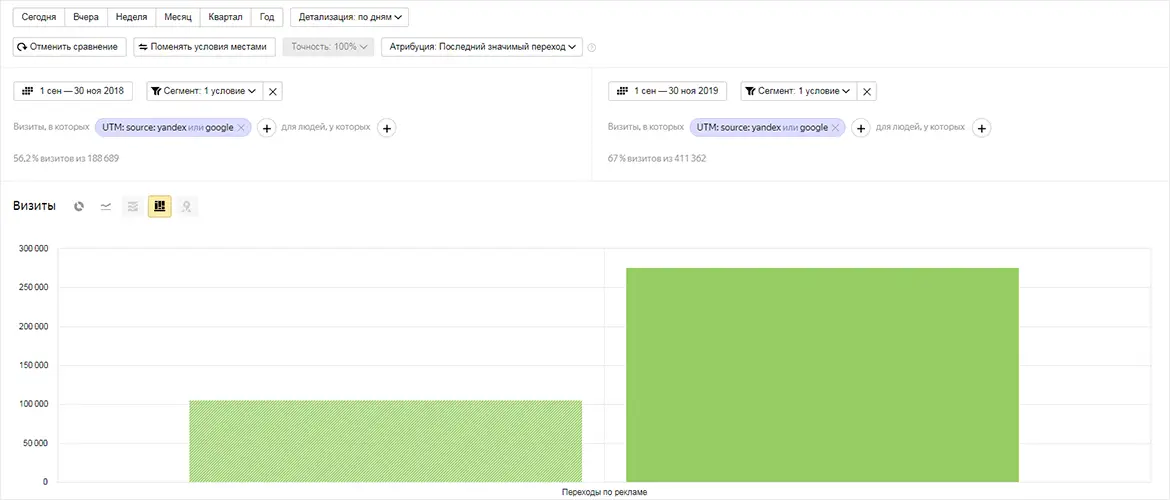 Сегодня Вчера Неделя Месяц Квартал Год Детализация: по дням
Отменить сравнение Поменять условия местами Точность: 100% Атрибуция: Последний значимый переход
1 сен — 30 ноя 2018 Сегмент: 1 условие 1 сен — 30 ноя 2019 Сегмент: 1 условие
Визиты, в которых UTM: source: yandex или google для людей, у которых Визиты, в которых UTM: source: yandex или google для людей, у которых
56,2% визитов из 188 689 67% визитов из 411 362
Визиты
300 000
250 000
200 000
150 000
100 000
50 000
0
Переходы по рекламе